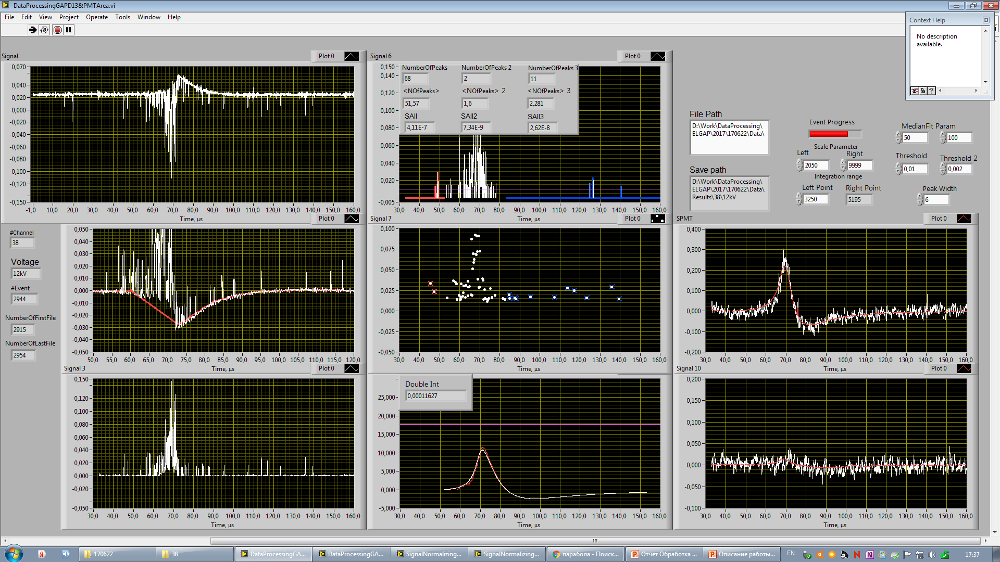 DataProcessingGAPD13&PMTArea.vi
File Edit View Project Operate Tools Window Help
Context Help
No description
available.
Signal
Plot 0
0,070
0,040
0,020
0,000
-0,020
-0,040
-0,060
-0,080
-0,100
-0,120
-0,150
-1,0 10,0 20,0 30,0 40,0 50,0 60,0 70,0 80,0 90,0 100,0 110,0 120,0 130,0 140,0 150,0 160,0
Time, µs
Signal 6
Plot 0
0,150
0,140
0,120
0,100
0,080
0,060
0,040
0,020
-0,005
NumberOfPeaks NumberOfPeaks 2 NumberOfPeaks 3
68 2 11
<NOfPeaks> <NOfPeaks> 2 <NOfPeaks> 3
51,57 1,6 2,281
SAll SAll2 SAll3
4,11E-7 7,34E-9 2,62E-8
30,0 40,0 50,0 60,0 70,0 80,0 90,0 100,0 110,0 120,0 130,0 140,0 150,0 160,0
Time, µs
File Path
D:\Work\DataProcessing\
ELGAP\2017\170622\Data\
Save path
D:\Work\DataProcessing\
ELGAP\2017\170622\Data\
Results\38\12kV
Event Progress
Scale Parameter
Left Right
2050 9999
Integration range
Left Point Right Point
3250 5195
MedianFit Param
50 100
Threshold Threshold 2
0,01 0,002
Peak Width
6
#Channel
38
Voltage
12kV
#Event
2944
NumberOfFirstFile
2915
NumberOfLastFile
2954
Plot 0
0,050
0,040
0,030
0,020
0,010
0,000
-0,010
-0,020
-0,030
-0,040
-0,050
50,0 55,0 60,0 65,0 70,0 75,0 80,0 85,0 90,0 95,0 100,0 105,0 110,0 115,0 120,0
Time, µs
Signal 7
Plot 0
0,100
0,075
0,050
0,025
0,000
-0,025
-0,050
30,0 40,0 50,0 60,0 70,0 80,0 90,0 100,0 110,0 120,0 130,0 140,0 150,0 160,0
Time, µs
SPMT
Plot 0
0,400
0,300
0,200
0,100
0,000
-0,100
-0,200
30,0 40,0 50,0 60,0 70,0 80,0 90,0 100,0 110,0 120,0 130,0 140,0 150,0 160,0
Time, µs
Signal 3
Plot 0
0,150
0,120
0,100
0,080
0,060
0,040
0,020
0,000
-0,020
-0,050
30,0 40,0 50,0 60,0 70,0 80,0 90,0 100,0 110,0 120,0 130,0 140,0 150,0 160,0
Time, µs
Double Int
0,00011627
25,000
20,000
15,000
10,000
5,000
0,000
-5,000
30,0 40,0 50,0 60,0 70,0 80,0 90,0 100,0 110,0 120,0 130,0 140,0 150,0 160,0
Time, µs
Signal 10
Plot 0
0,200
0,150
0,100
0,050
0,000
-0,050
-0,100
30,0 40,0 50,0 60,0 70,0 80,0 90,0 100,0 110,0 120,0 130,0 140,0 150,0 160,0
Time, µs
170622 38 DataProcessingGA... DataProcessingGA... SignalNormalizing... SignalNormalizing... парабола - Поиск... Отчет Обработка ... Описание работы... EN 17:37